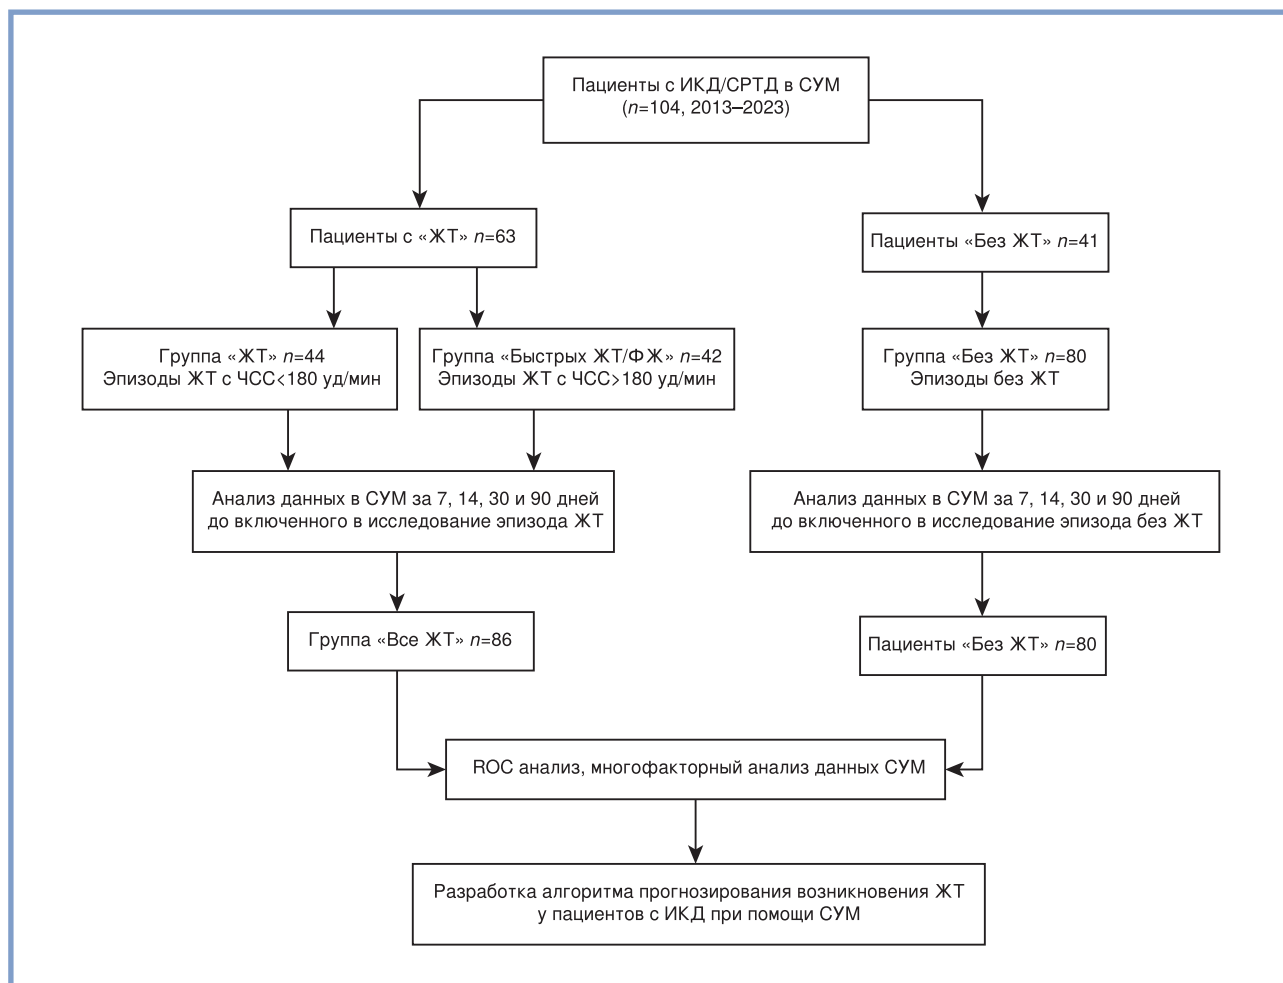 Пациенты с ИКД/СРТД в СУМ
(n=104, 2013–2023)
Пациенты с «ЖТ» n=63
Пациенты «Без ЖТ» n=41
Группа «ЖТ» n=44
Эпизоды ЖТ с ЧСС<180 уд/мин
Группа «Быстрых ЖТ/ФЖ» n=42
Эпизоды ЖТ с ЧСС>180 уд/мин
Группа «Без ЖТ» n=80
Эпизоды без ЖТ
Анализ данных в СУМ за 7, 14, 30 и 90 дней
до включенного в исследование эпизода ЖТ
Анализ данных в СУМ за 7, 14, 30 и 90 дней
до включенного в исследование эпизода без ЖТ
Группа «Все ЖТ» n=86
Пациенты «Без ЖТ» n=80
ROC анализ, многофакторный анализ данных СУМ
Разработка алгоритма прогнозирования возникновения ЖТ
у пациентов с ИКД при помощи СУМ